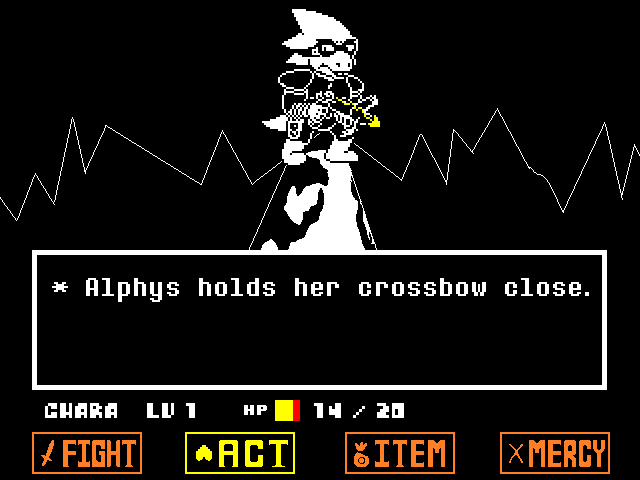 * Alphys holds her crossbow close.
CHARA LV 1 HP 14 / 20
FIGHT ACT ITEM MERCY